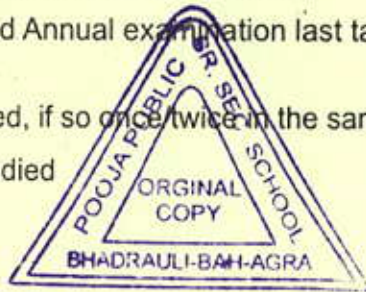 d Annual examination last ta
ed, if so once/twice in the sar
died
POOJA PUBLIC SR. SEC. SCHOOL
ORGINAL
COPY
BHADRAULI-BAH-AGRA